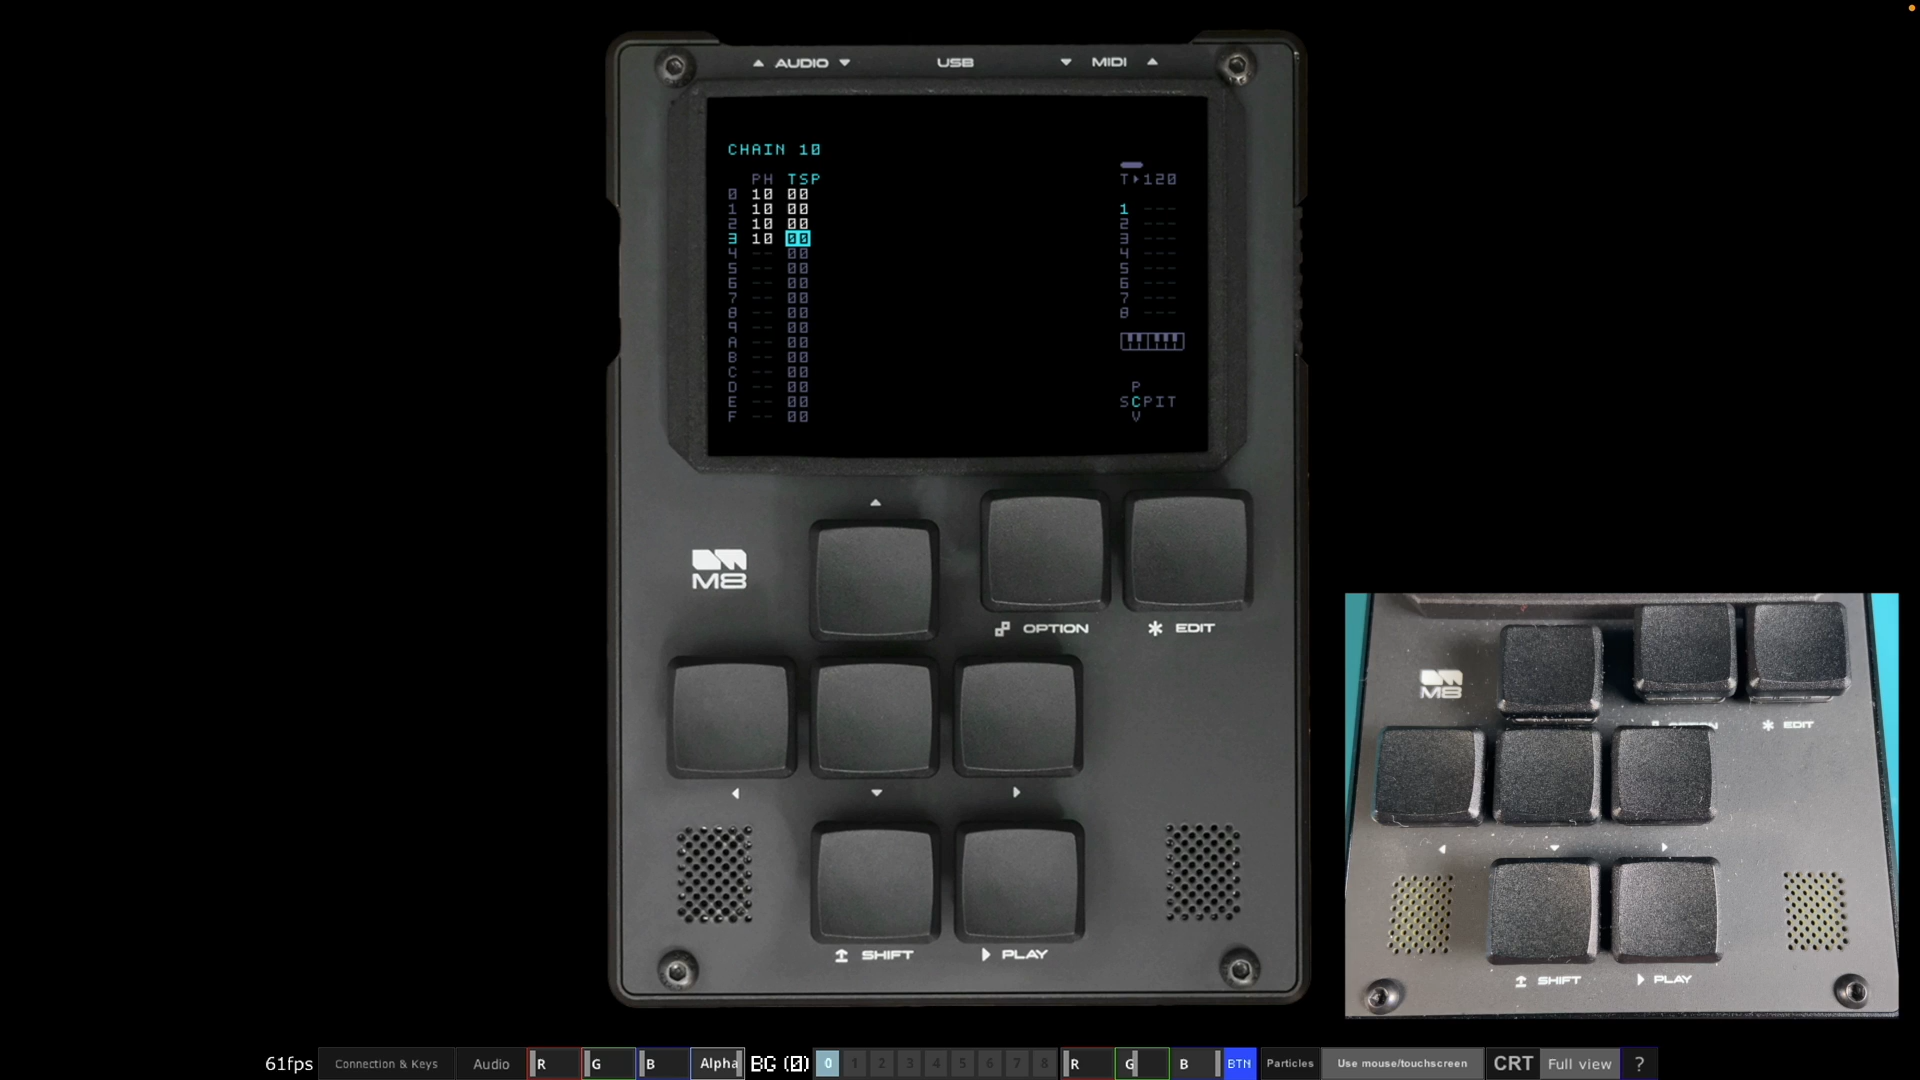 AUDIO USB MIDI
CHAIN 10
PH TSP T 120
0 10 00
1 10 00 1 ---
2 10 00 2 ---
3 10 00 3 ---
4 -- 00 4 ---
5 -- 00 5 ---
6 -- 00 6 ---
7 -- 00 7 ---
8 -- 00 8 ---
9 -- 00
A -- 00
B -- 00
C -- 00
D -- 00 P
E -- 00 SCPIT
F -- 00 V
M8
OPTION EDIT
SHIFT PLAY
M8
EDIT
SHIFT PLAY
61fps Connection & Keys Audio R G B Alpha BG (0) 0 1 2 3 4 5 6 7 8 R G B BTN Particles Use mouse/touchscreen CRT Full view ?